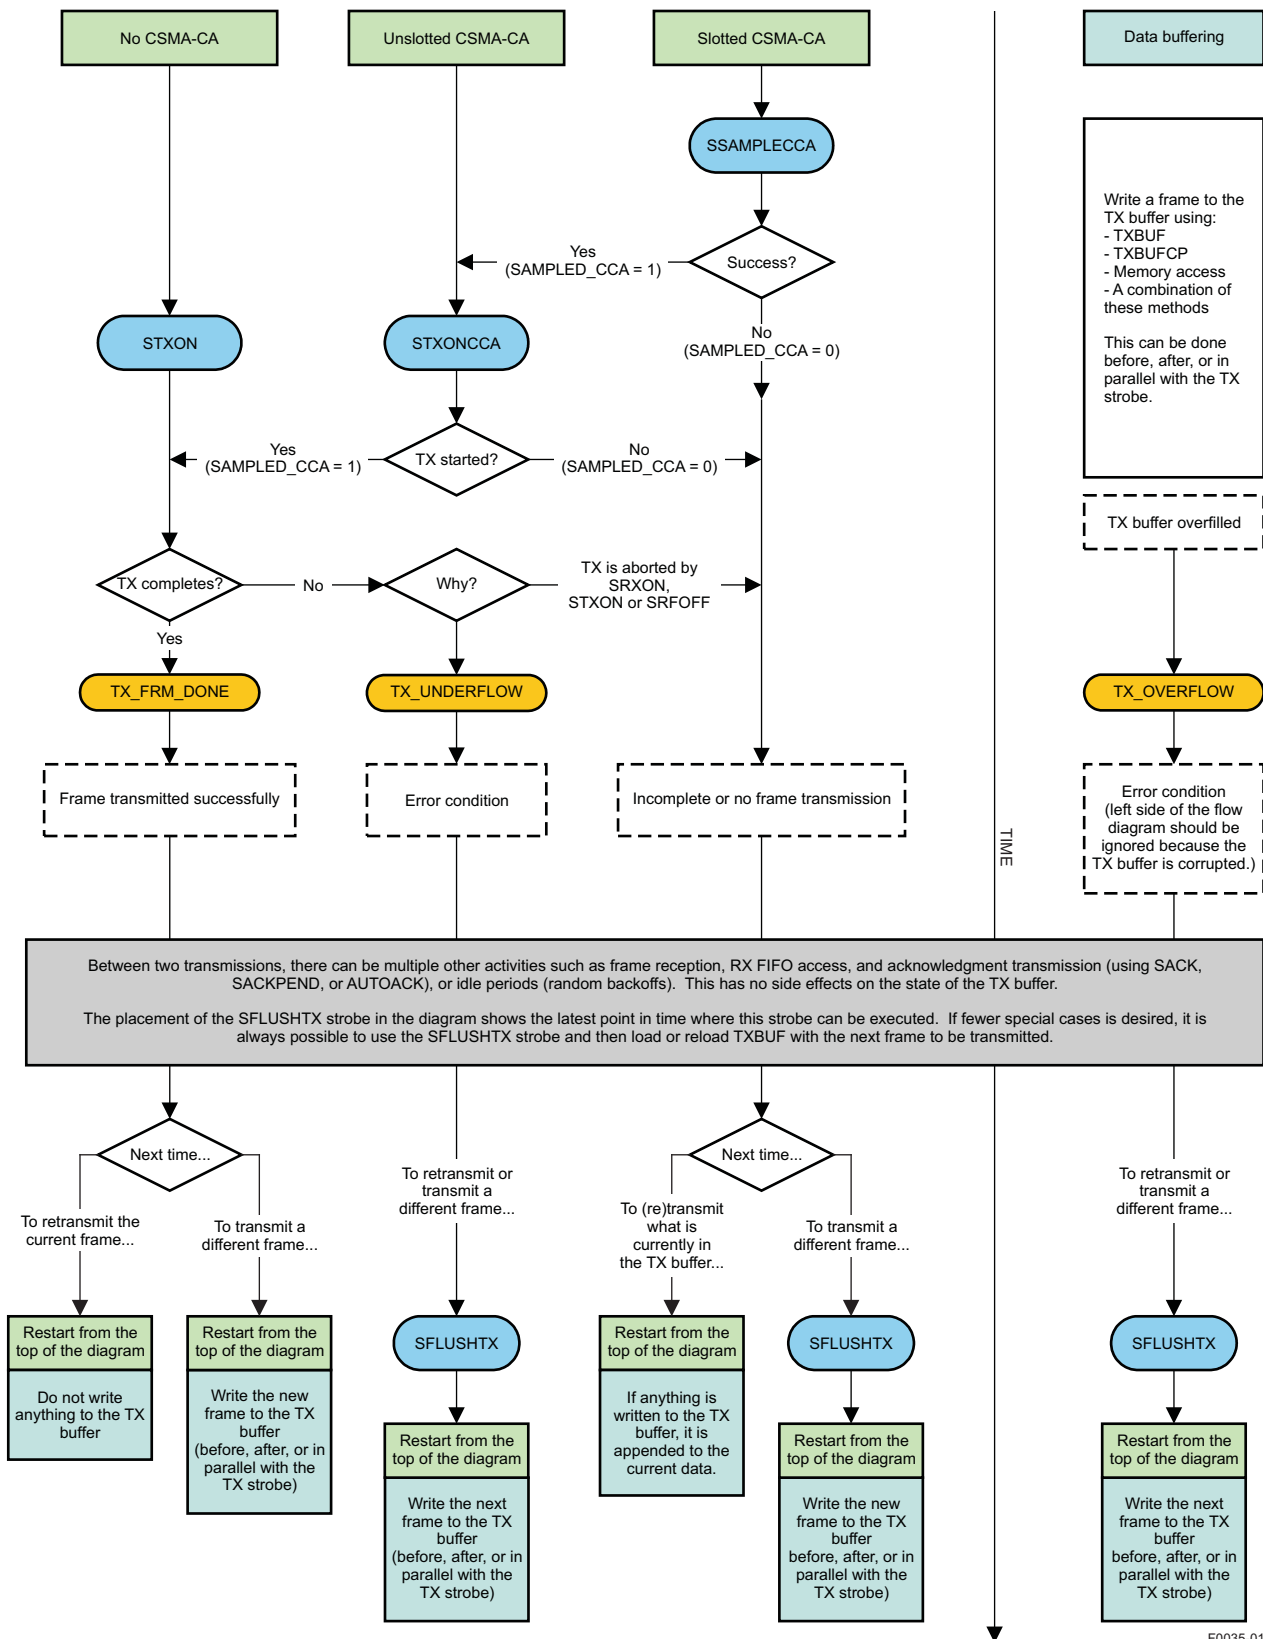 No CSMA-CA
Unslotted CSMA-CA
Slotted CSMA-CA
Data buffering
SSAMPLECCA
Write a frame to the
TX buffer using:
- TXBUF
- TXBUFCP
- Memory access
- A combination of
these methods
This can be done
before, after, or in
parallel with the TX
strobe.
Yes
(SAMPLED_CCA = 1)
Success?
No
(SAMPLED_CCA = 0)
STXON
STXONCCA
Yes
(SAMPLED_CCA = 1)
TX started?
No
(SAMPLED_CCA = 0)
TX buffer overfilled
TX completes?
No
Why?
TX is aborted by
SRXON,
STXON or SRFOFF
Yes
TX_FRM_DONE
TX_UNDERFLOW
TX_OVERFLOW
Frame transmitted successfully
Error condition
Incomplete or no frame transmission
Error condition
(left side of the flow
diagram should be
ignored because the
TX buffer is corrupted.)
TIME
Between two transmissions, there can be multiple other activities such as frame reception, RX FIFO access, and acknowledgment transmission (using SACK,
SACKPEND, or AUTOACK), or idle periods (random backoffs). This has no side effects on the state of the TX buffer.
The placement of the SFLUSHTX strobe in the diagram shows the latest point in time where this strobe can be executed. If fewer special cases is desired, it is
always possible to use the SFLUSHTX strobe and then load or reload TXBUF with the next frame to be transmitted.
Next time...
To retransmit the
current frame...
To transmit a
different frame...
To retransmit or
transmit a
different frame...
Next time...
To (re)transmit
what is
currently in
the TX buffer...
To transmit a
different frame...
To retransmit or
transmit a
different frame...
Restart from the
top of the diagram
Do not write
anything to the TX
buffer
Restart from the
top of the diagram
Write the new
frame to the TX
buffer
(before, after, or in
parallel with the
TX strobe)
SFLUSHTX
Restart from the
top of the diagram
Write the next
frame to the TX
buffer
(before, after, or in
parallel with the
TX strobe)
Restart from the
top of the diagram
If anything is
written to the TX
buffer, it is
appended to the
current data.
SFLUSHTX
Restart from the
top of the diagram
Write the new
frame to the TX
buffer
before, after, or in
parallel with the
TX strobe)
SFLUSHTX
Restart from the
top of the diagram
Write the next
frame to the TX
buffer
before, after, or in
parallel with the
TX strobe)
F0035-01